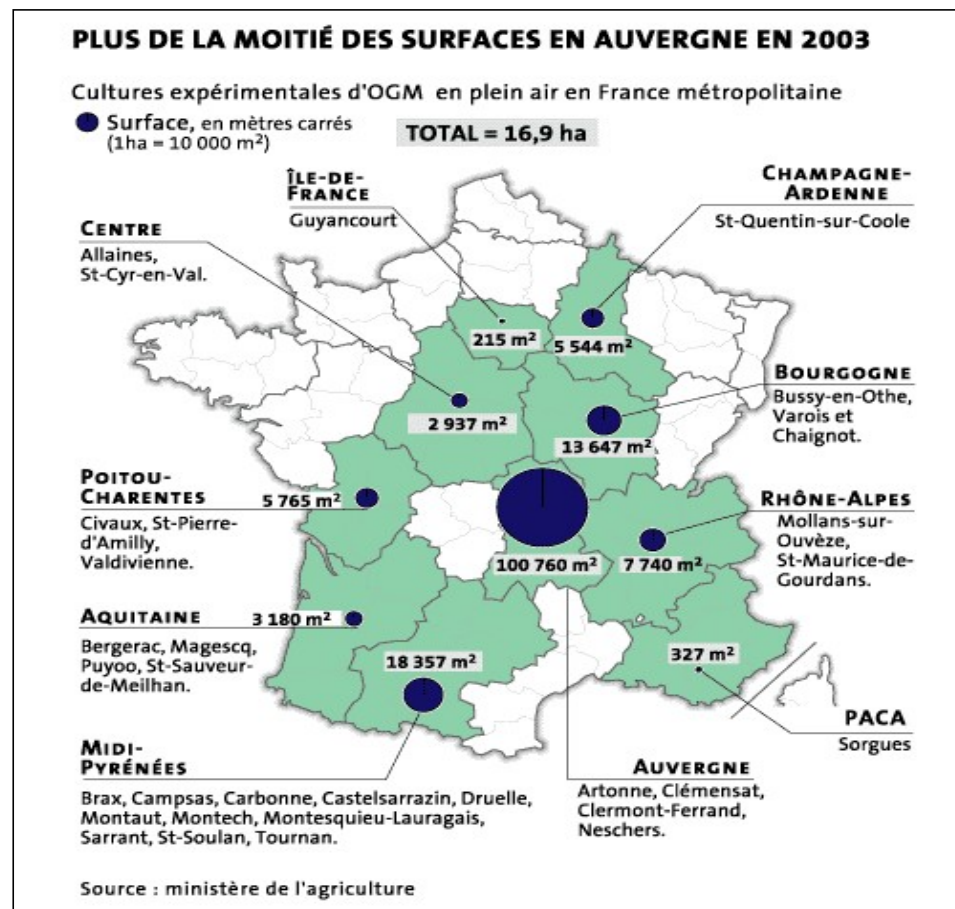 PLUS DE LA MOITIÉ DES SURFACES EN AUVERGNE EN 2003
Cultures expérimentales d'OGM en plein air en France métropolitaine
Surface, en mètres carrés
(1ha = 10 000 m²)
TOTAL = 16,9 ha
ÎLE-DE-
FRANCE
Guyancourt
215 m²
CHAMPAGNE-
ARDENNE
St-Quentin-sur-Coole
5 544 m²
CENTRE
Allaines,
St-Cyr-en-Val.
2 937 m²
BOURGOGNE
Bussy-en-Othe,
Varois et
Chaignot.
13 647 m²
POITOU-
CHARENTES
Civaux, St-Pierre-
d'Amilly,
Valdivienne.
5 765 m²
RHÔNE-ALPES
Mollans-sur-
Ouvèze,
St-Maurice-de-
Gourdans.
7 740 m²
100 760 m²
AQUITAINE
Bergerac, Magescq,
Puyoo, St-Sauveur-
de-Meilhan.
3 180 m²
18 357 m²
327 m²
PACA
Sorgues
MIDI-
PYRÉNÉES
Brax, Campsas, Carbonne, Castelsarrazin, Druelle,
Montaut, Montech, Montesquieu-Lauragais,
Sarrant, St-Soulan, Tournan.
AUVERGNE
Artonne, Clémensat,
Clermont-Ferrand,
Neschers.
Source : ministère de l'agriculture